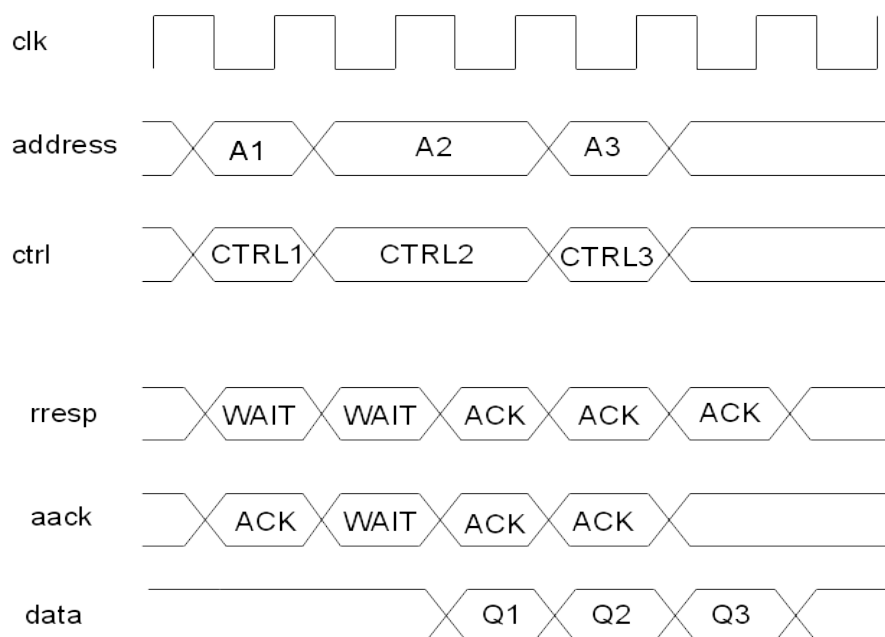 clk
address A1 A2 A3
ctrl CTRL1 CTRL2 CTRL3
rresp WAIT WAIT ACK ACK ACK
aack ACK WAIT ACK ACK
data Q1 Q2 Q3